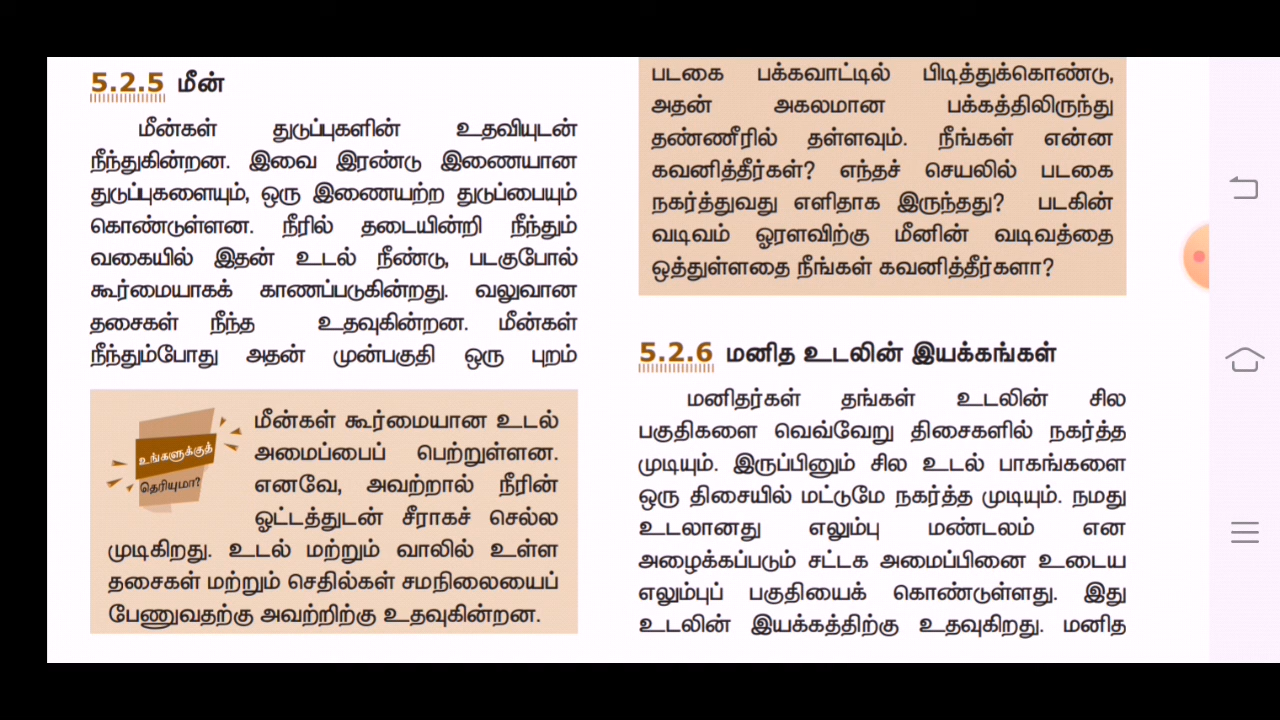 5.2.5 மீன்
மீன்கள் துடுப்புகளின் உதவியுடன்
நீந்துகின்றன. இவை இரண்டு இணையான
துடுப்புகளையும், ஒரு இணையற்ற துடுப்பையும்
கொண்டுள்ளன. நீரில் தடையின்றி நீந்தும்
வகையில் இதன் உடல் நீண்டு, படகுபோல்
கூர்மையாகக் காணப்படுகின்றது. வலுவான
தசைகள் நீந்த உதவுகின்றன. மீன்கள்
நீந்தும்போது அதன் முன்பகுதி ஒரு புறம்
உங்களுக்குத்
தெரியுமா?
மீன்கள் கூர்மையான உடல்
அமைப்பைப் பெற்றுள்ளன.
எனவே, அவற்றால் நீரின்
ஓட்டத்துடன் சீராகச் செல்ல
முடிகிறது. உடல் மற்றும் வாலில் உள்ள
தசைகள் மற்றும் செதில்கள் சமநிலையைப்
பேணுவதற்கு அவற்றிற்கு உதவுகின்றன.
படகை பக்கவாட்டில் பிடித்துக்கொண்டு,
அதன் அகலமான பக்கத்திலிருந்து
தண்ணீரில் தள்ளவும். நீங்கள் என்ன
கவனித்தீர்கள்? எந்தச் செயலில் படகை
நகர்த்துவது எளிதாக இருந்தது? படகின்
வடிவம் ஓரளவிற்கு மீனின் வடிவத்தை
ஒத்துள்ளதை நீங்கள் கவனித்தீர்களா?
5.2.6 மனித உடலின் இயக்கங்கள்
மனிதர்கள் தங்கள் உடலின் சில
பகுதிகளை வெவ்வேறு திசைகளில் நகர்த்த
முடியும். இருப்பினும் சில உடல் பாகங்களை
ஒரு திசையில் மட்டுமே நகர்த்த முடியும். நமது
உடலானது எலும்பு மண்டலம் என
அழைக்கப்படும் சட்டக அமைப்பினை உடைய
எலும்புப் பகுதியைக் கொண்டுள்ளது. இது
உடலின் இயக்கத்திற்கு உதவுகிறது. மனித